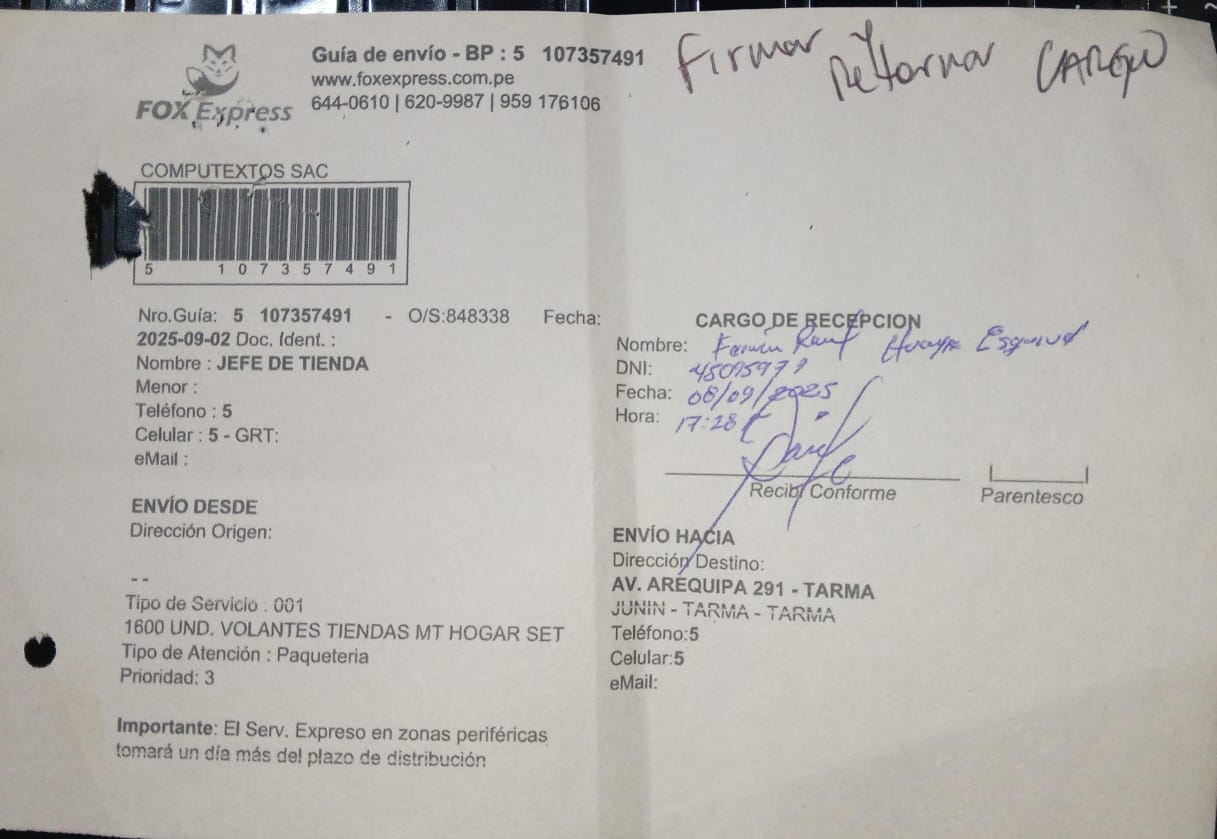 FOX Express
Guía de envío - BP : 5 107357491
www.foxexpress.com.pe
644-0610 | 620-9987 | 959 176106
Firmar y Retornar CARGO
COMPUTEXTOS SAC
5 107357491
Nro.Guía: 5 107357491 - O/S:848338 Fecha:
2025-09-02 Doc. Ident. :
Nombre : JEFE DE TIENDA
Menor :
Teléfono : 5
Celular : 5 - GRT:
eMail :
ENVÍO DESDE
Dirección Origen:
--
Tipo de Servicio . 001
1600 UND. VOLANTES TIENDAS MT HOGAR SET
Tipo de Atención : Paqueteria
Prioridad: 3
Importante: El Serv. Expreso en zonas periféricas
tomará un día más del plazo de distribución
CARGO DE RECEPCION
Nombre:
DNI:
Fecha: 08/09/2025
Hora: 17:28
Recibí Conforme
Parentesco
ENVÍO HACIA
Dirección Destino:
AV. AREQUIPA 291 - TARMA
JUNIN - TARMA - TARMA
Teléfono:5
Celular:5
eMail: